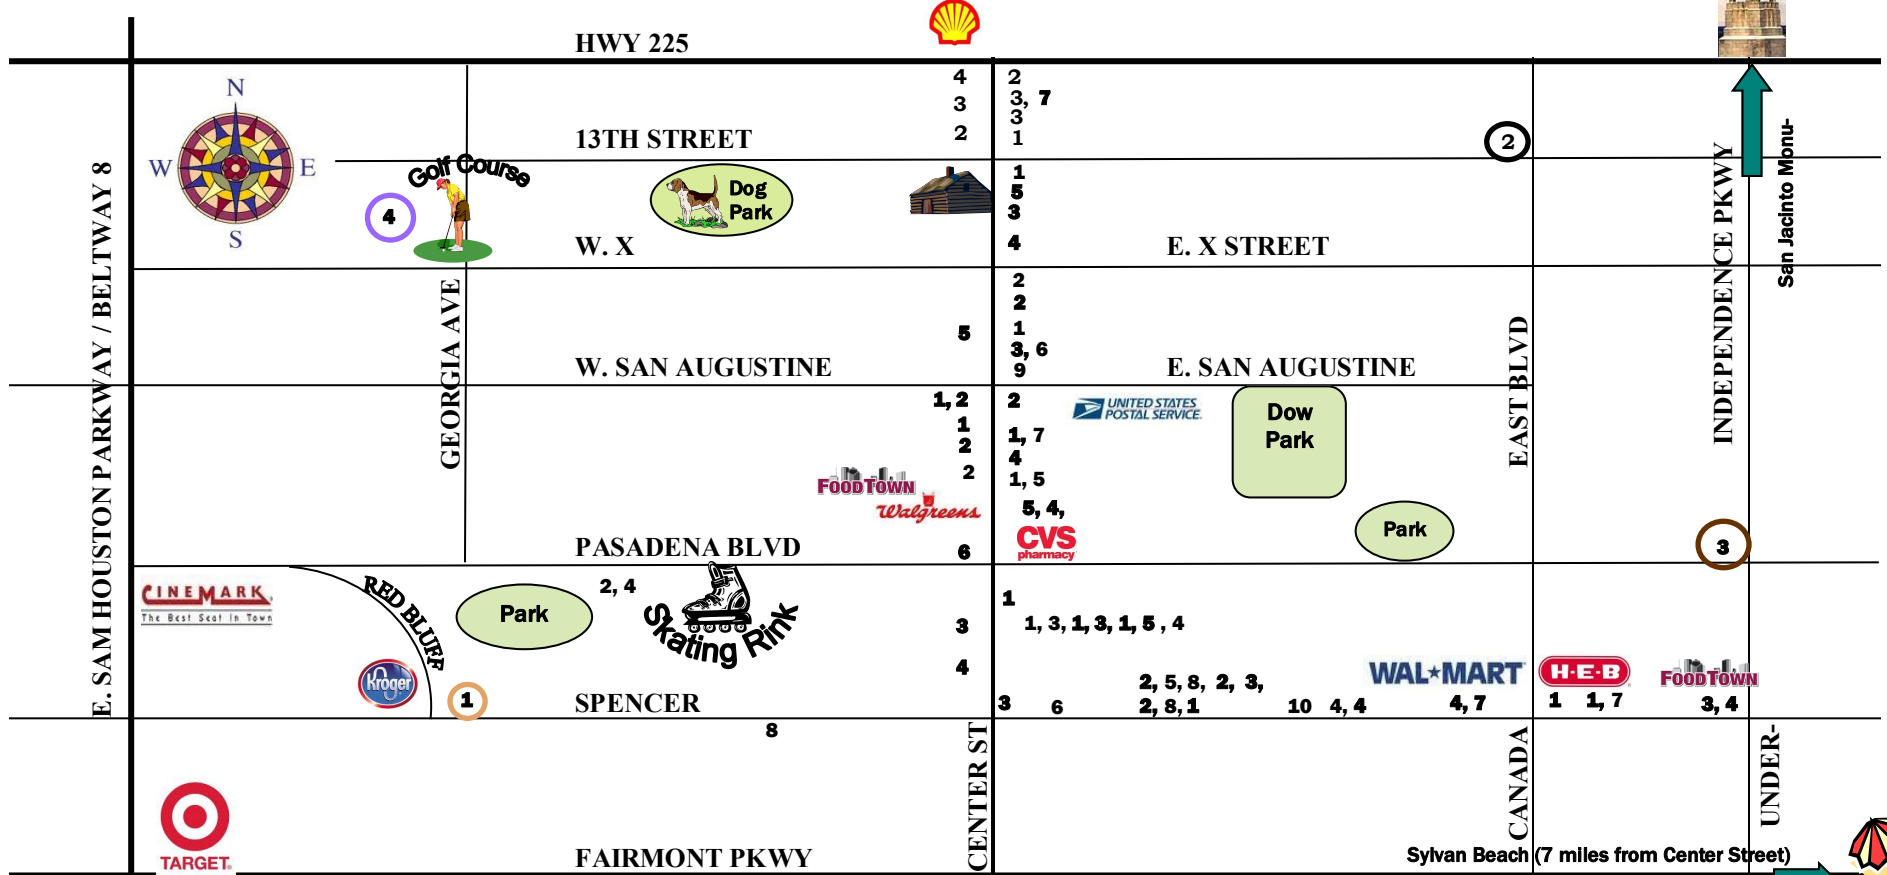 HWY 225
N
W
E
S
4
3
2
2
3, 7
3
1
13TH STREET
2
Golf Course
4
Dog
Park
1
5
3
4
W. X
E. X STREET
E. SAM HOUSTON PARKWAY / BELTWAY 8
GEORGIA AVE
INDEPENDENCE PKWY
San Jacinto Monu-
5
2
2
1
3, 6
9
W. SAN AUGUSTINE
E. SAN AUGUSTINE
EAST BLVD
1, 2
1
2
2
2
1, 7
4
1, 5
5, 4,
UNITED STATES
POSTAL SERVICE
Dow
Park
FOODTOWN
Walgreens
CVS
pharmacy
Park
3
PASADENA BLVD
6
CINEMARK
The Best Seat In Town
RED BLUFF
Park
2, 4
Skating Rink
3
4
1
1, 3, 1, 3, 1, 5 , 4
Kroger
1
SPENCER
WAL★MART
H-E-B
FOODTOWN
3
6
2, 5, 8, 2, 3,
2, 8, 1
10
4, 4
4, 7
1
1, 7
3, 4
8
CENTER ST
CANADA
UNDER-
TARGET
FAIRMONT PKWY
Sylvan Beach (7 miles from Center Street)